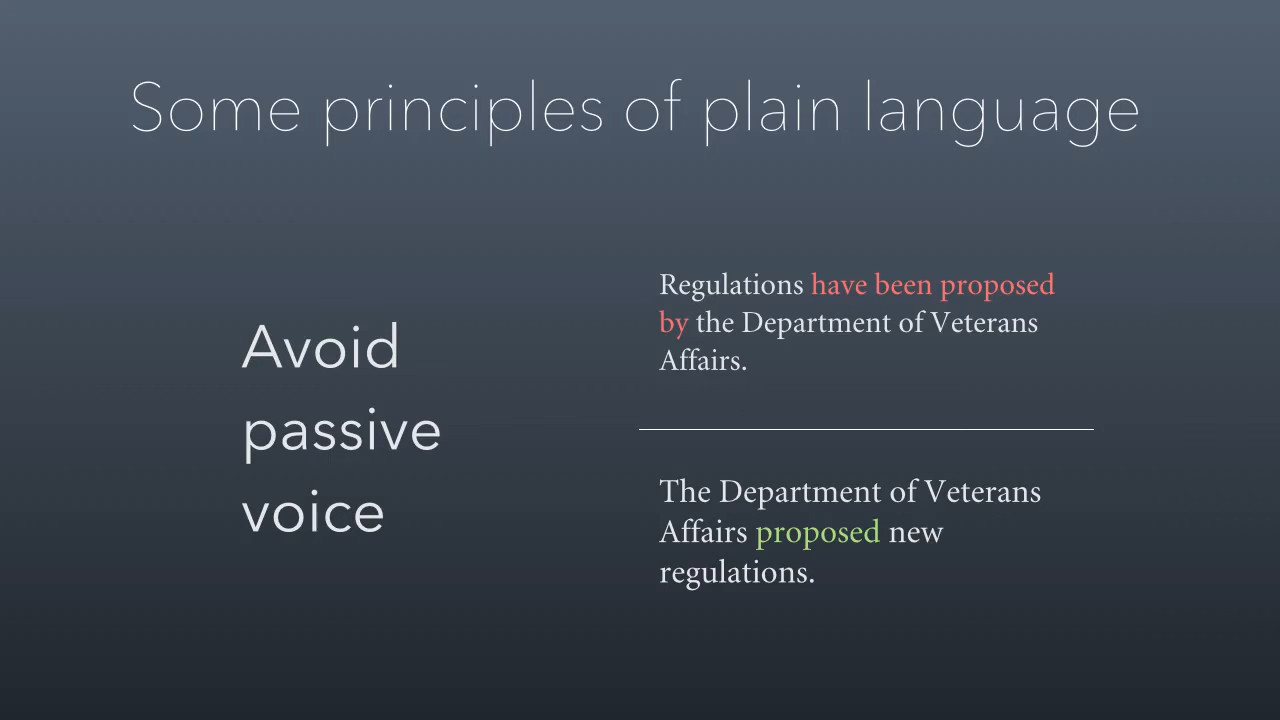 Some principles of plain language
Avoid
passive
voice
Regulations have been proposed
by the Department of Veterans
Affairs.
The Department of Veterans
Affairs proposed new
regulations.